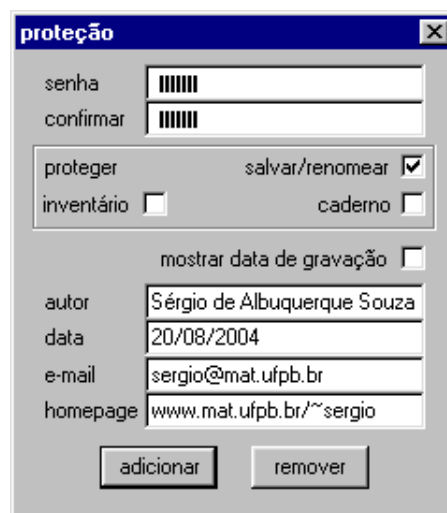 proteção
senha
confirmar
proteger salvar/renomear
inventário caderno
mostrar data de gravação
autor Sérgio de Albuquerque Souza
data 20/08/2004
e-mail sergio@mat.ufpb.br
homepage www.mat.ufpb.br/~sergio
adicionar remover